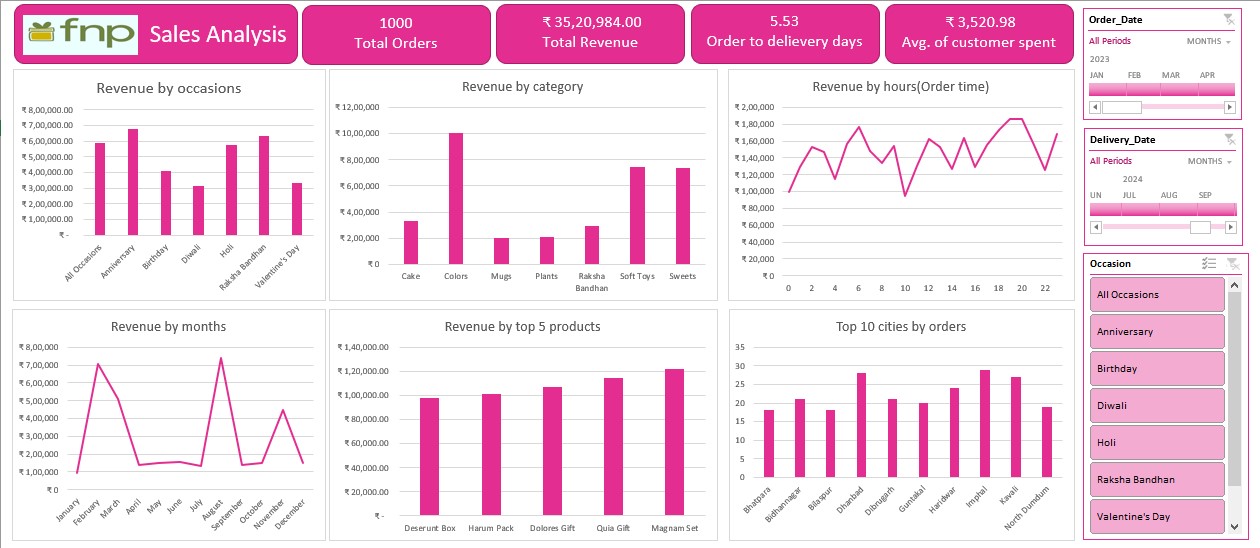 fnp Sales Analysis
1000
Total Orders
₹ 35,20,984.00
Total Revenue
5.53
Order to delievery days
₹ 3,520.98
Avg. of customer spent
Order_Date
All Periods MONTHS
2023
JAN FEB MAR APR
Delivery_Date
All Periods MONTHS
2024
UN JUL AUG SEP
Occasion
All Occasions
Anniversary
Birthday
Diwali
Holi
Raksha Bandhan
Valentine's Day
Revenue by occasions
₹ 8,00,000.00
₹ 7,00,000.00
₹ 6,00,000.00
₹ 5,00,000.00
₹ 4,00,000.00
₹ 3,00,000.00
₹ 2,00,000.00
₹ 1,00,000.00
₹ -
All Occasions Anniversary Birthday Diwali Holi Raksha Bandhan Valentine's Day
Revenue by category
₹ 12,00,000
₹ 10,00,000
₹ 8,00,000
₹ 6,00,000
₹ 4,00,000
₹ 2,00,000
₹ 0
Cake Colors Mugs Plants Raksha Bandhan Soft Toys Sweets
Revenue by hours(Order time)
₹ 2,00,000
₹ 1,80,000
₹ 1,60,000
₹ 1,40,000
₹ 1,20,000
₹ 1,00,000
₹ 80,000
₹ 60,000
₹ 40,000
₹ 20,000
₹ 0
0 2 4 6 8 10 12 14 16 18 20 22
Revenue by months
₹ 8,00,000
₹ 7,00,000
₹ 6,00,000
₹ 5,00,000
₹ 4,00,000
₹ 3,00,000
₹ 2,00,000
₹ 1,00,000
₹ 0
January February March April May June July August September October November December
Revenue by top 5 products
₹ 1,40,000.00
₹ 1,20,000.00
₹ 1,00,000.00
₹ 80,000.00
₹ 60,000.00
₹ 40,000.00
₹ 20,000.00
₹ -
Deserunt Box Harum Pack Dolores Gift Quia Gift Magnam Set
Top 10 cities by orders
35
30
25
20
15
10
5
0
Bhatpara Bidhannagar Bilaspur Dhanbad Dibrugarh Guntakal Haridwar Imphal Kavali North Dumdum